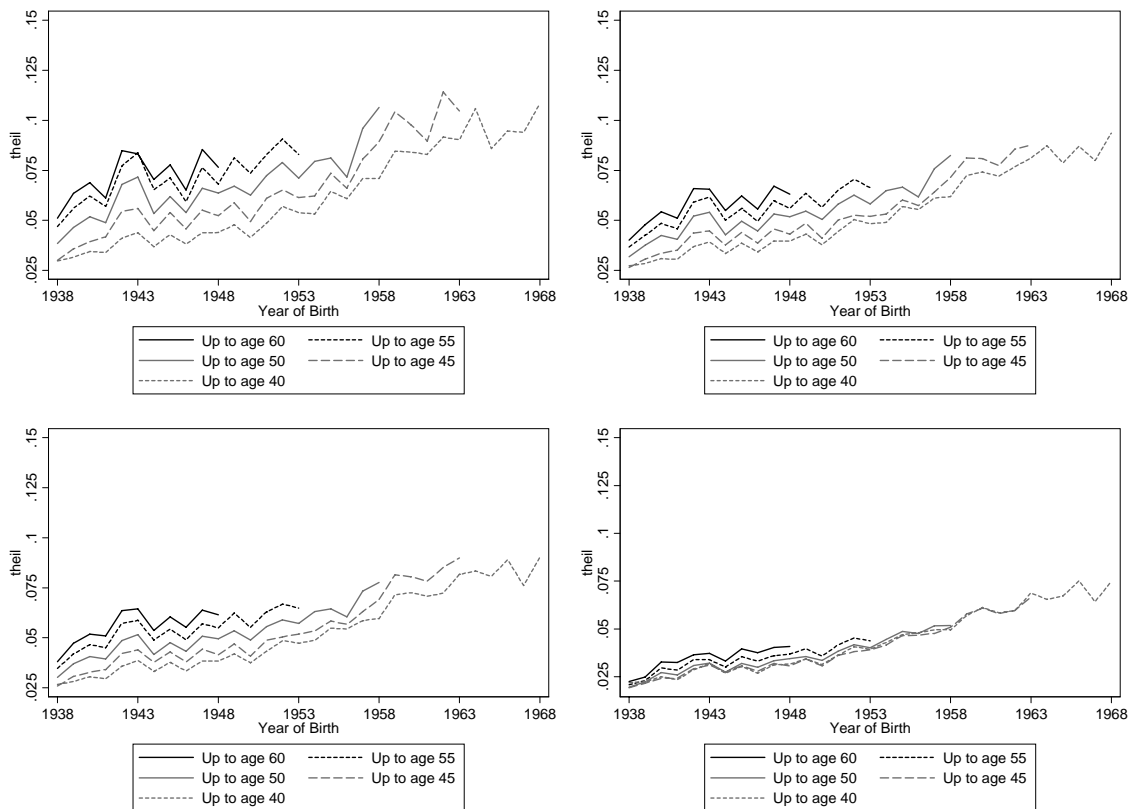 .15
.125
.1
.075
.05
.025
theil
1938 1943 1948 1953 1958 1963 1968
Year of Birth
Up to age 60 Up to age 55
Up to age 50 Up to age 45
Up to age 40
.15
.125
.1
.075
.05
.025
theil
1938 1943 1948 1953 1958 1963 1968
Year of Birth
Up to age 60 Up to age 55
Up to age 50 Up to age 45
Up to age 40
.15
.125
.1
.075
.05
.025
theil
1938 1943 1948 1953 1958 1963 1968
Year of Birth
Up to age 60 Up to age 55
Up to age 50 Up to age 45
Up to age 40
.15
.125
.1
.075
.05
.025
theil
1938 1943 1948 1953 1958 1963 1968
Year of Birth
Up to age 60 Up to age 55
Up to age 50 Up to age 45
Up to age 40